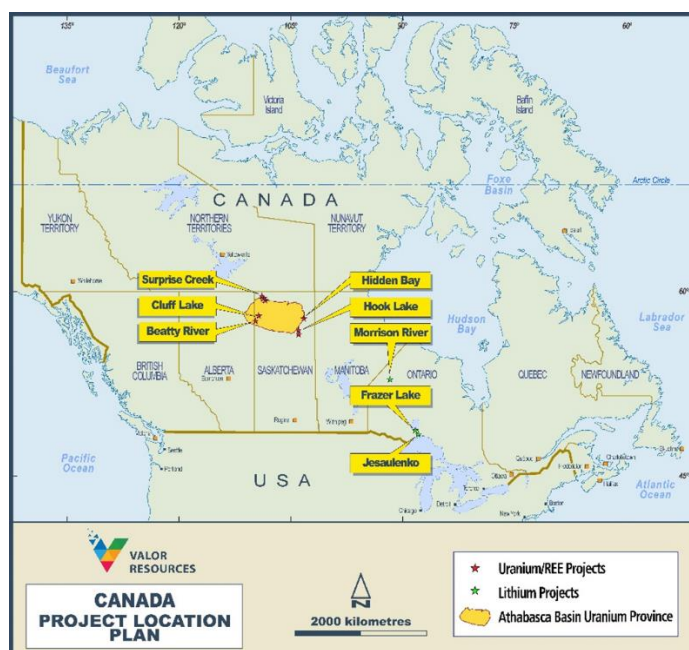 135°
120°
105°
90°
75°
60°
Beaufort
Sea
Victoria
Island
Baffin
Island
Foxe
Basin
Arctic Circle
CANADA
YUKON
TERRITORY
NORTHERN
TERRITORIES
NUNAVUT
TERRITORY
Whitehorse
Surprise Creek
Hidden Bay
Cluff Lake
Hook Lake
Beatty River
Morrison River
Hudson
Bay
60°
Labrador
Sea
BRITISH
COLUMBIA
ALBERTA
SASKATCHEWAN
MANITOBA
ONTARIO
QUEBEC
NEWFOUNDLAND
Frazer Lake
Regina
Winnipeg
Jesaulenko
Seattle
Portland
Pacific
Ocean
USA
Québec
Ottawa
Toronto
Halifax
Boston
Detroit
Chicago
New York
45°
Atlantic
Ocean
VALOR
RESOURCES
CANADA
PROJECT LOCATION
PLAN
N
2000 kilometres
Uranium/REE Projects
Lithium Projects
Athabasca Basin Uranium Province